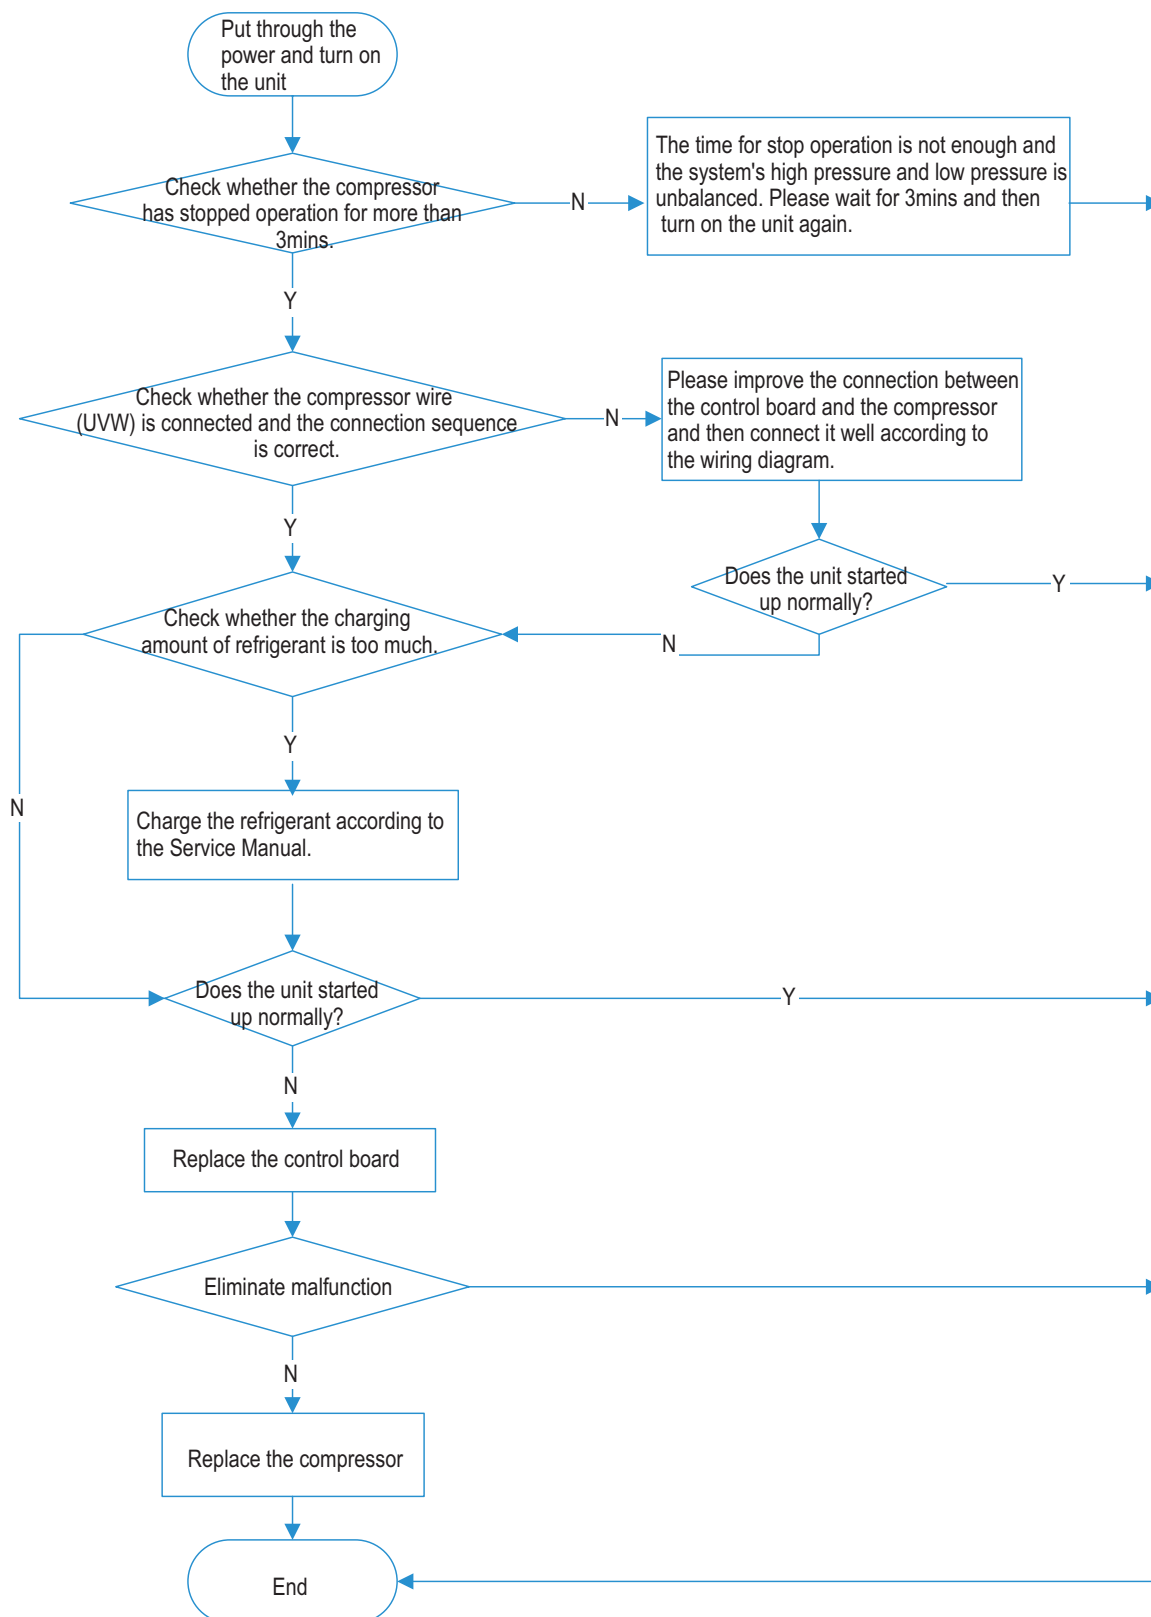 Put through the
power and turn on
the unit
Check whether the compressor
has stopped operation for more than
3mins.
N
The time for stop operation is not enough and
the system's high pressure and low pressure is
unbalanced. Please wait for 3mins and then
turn on the unit again.
Y
Check whether the compressor wire
(UVW) is connected and the connection sequence
is correct.
N
Please improve the connection between
the control board and the compressor
and then connect it well according to
the wiring diagram.
Y
Does the unit started
up normally?
Y
N
Check whether the charging
amount of refrigerant is too much.
Y
N
Charge the refrigerant according to
the Service Manual.
Does the unit started
up normally?
Y
N
Replace the control board
Eliminate malfunction
N
Replace the compressor
End